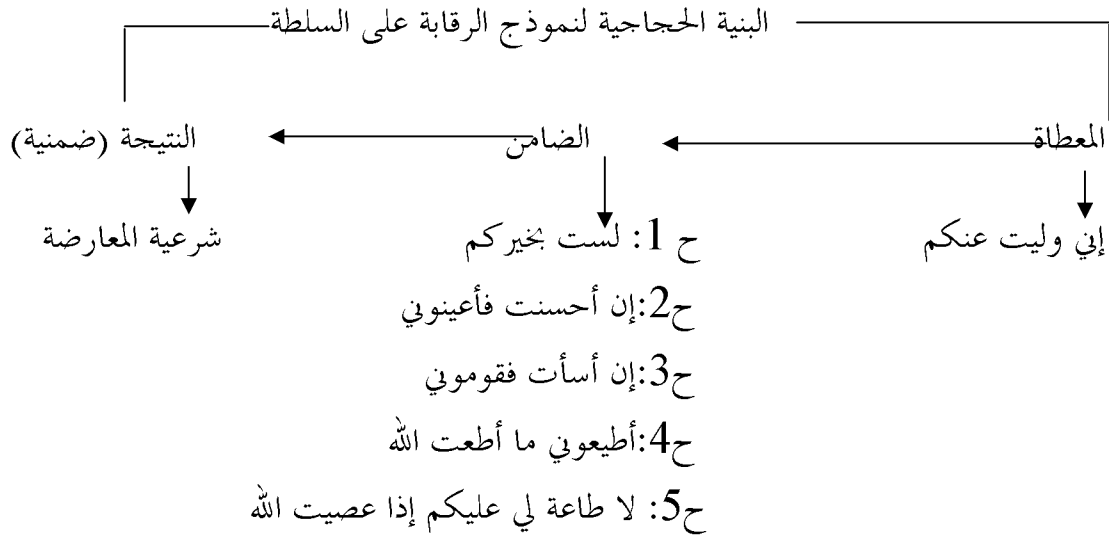 البنية الحجاجية لنموذج الرقابة على السلطة
المعطاة الضامن النتيجة (ضمنية)
إني وليت عنكم ح 1: لست بخيركم شرعية المعارضة
ح2:إن أحسنت فأعينوني
ح3:إن أسأت فقوموني
ح4:أطيعوني ما أطعت الله
ح5: لا طاعة لي عليكم إذا عصيت الله